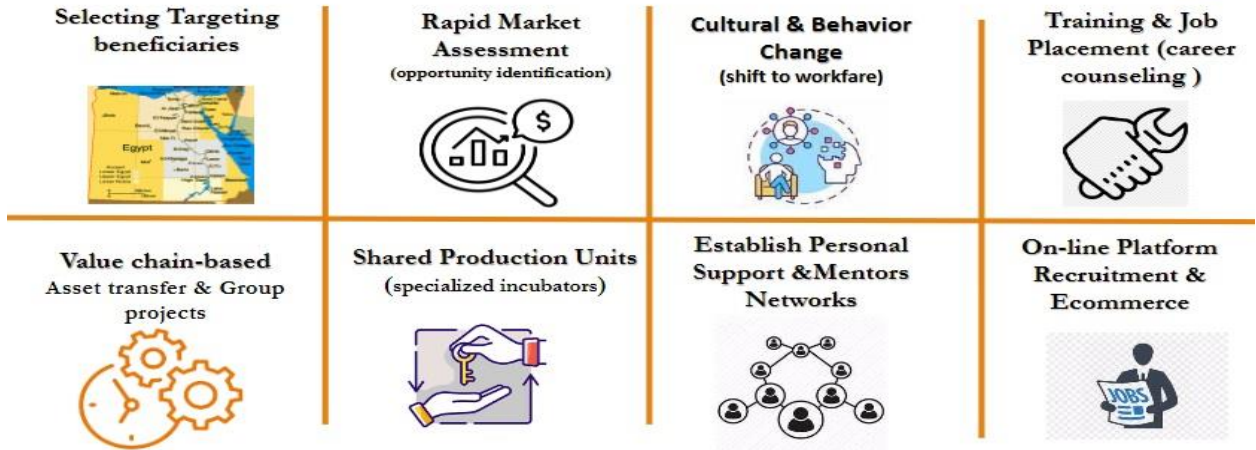 Selecting Targeting
beneficiaries
Rapid Market
Assessment
(opportunity identification)
Cultural & Behavior
Change
(shift to workfare)
Training & Job
Placement (career
counseling )
Egypt
Value chain-based
Asset transfer & Group
projects
Shared Production Units
(specialized incubators)
Establish Personal
Support &Mentors
Networks
On-line Platform
Recruitment &
Ecommerce
$
JOBS